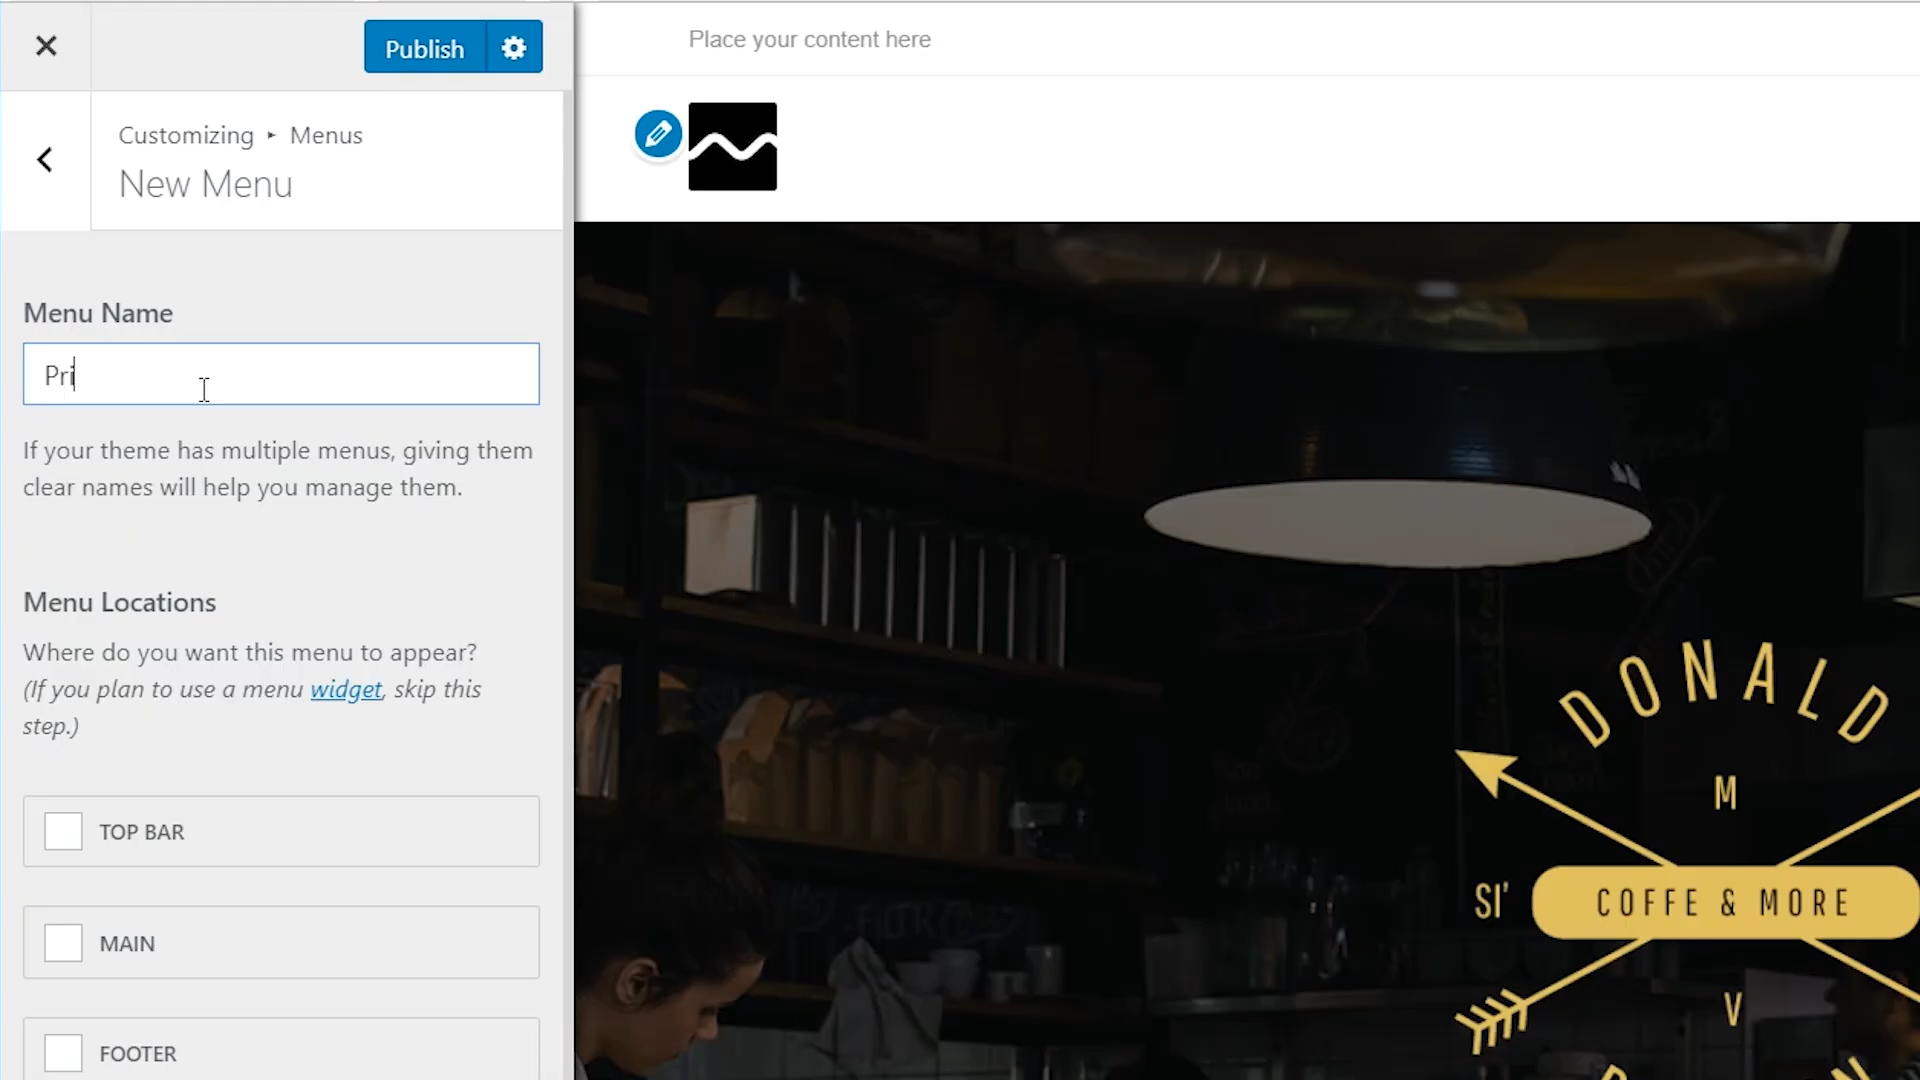 Publish
Place your content here
Customizing ▸ Menus
New Menu
Menu Name
Pri
If your theme has multiple menus, giving them
clear names will help you manage them.
Menu Locations
Where do you want this menu to appear?
(If you plan to use a menu widget, skip this
step.)
TOP BAR
MAIN
FOOTER
DONALD
M
SI'
COFFE & MORE
V